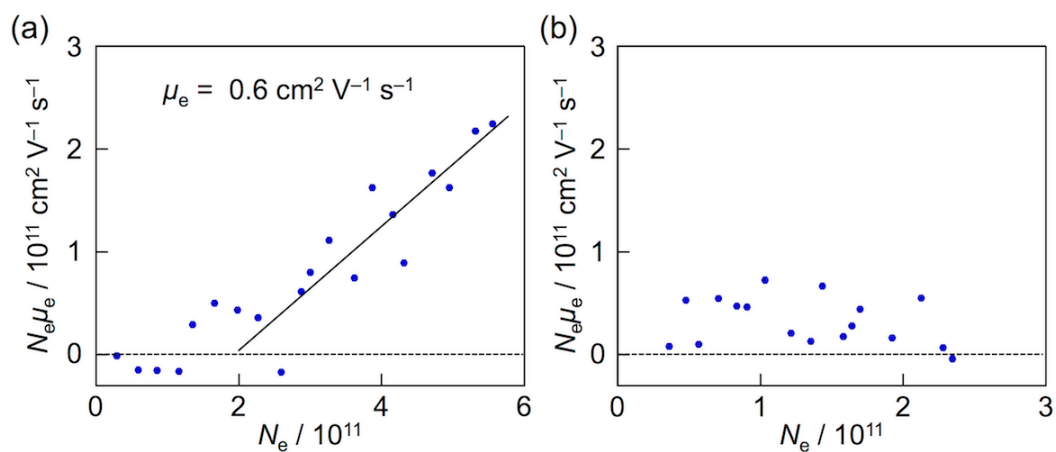 (a)
3
2
1
0
0 2 4 6
μe = 0.6 cm² V⁻¹ s⁻¹
Neμe / 10¹¹ cm² V⁻¹ s⁻¹
Ne / 10¹¹
(b)
3
2
1
0
0 1 2 3
Neμe / 10¹¹ cm² V⁻¹ s⁻¹
Ne / 10¹¹